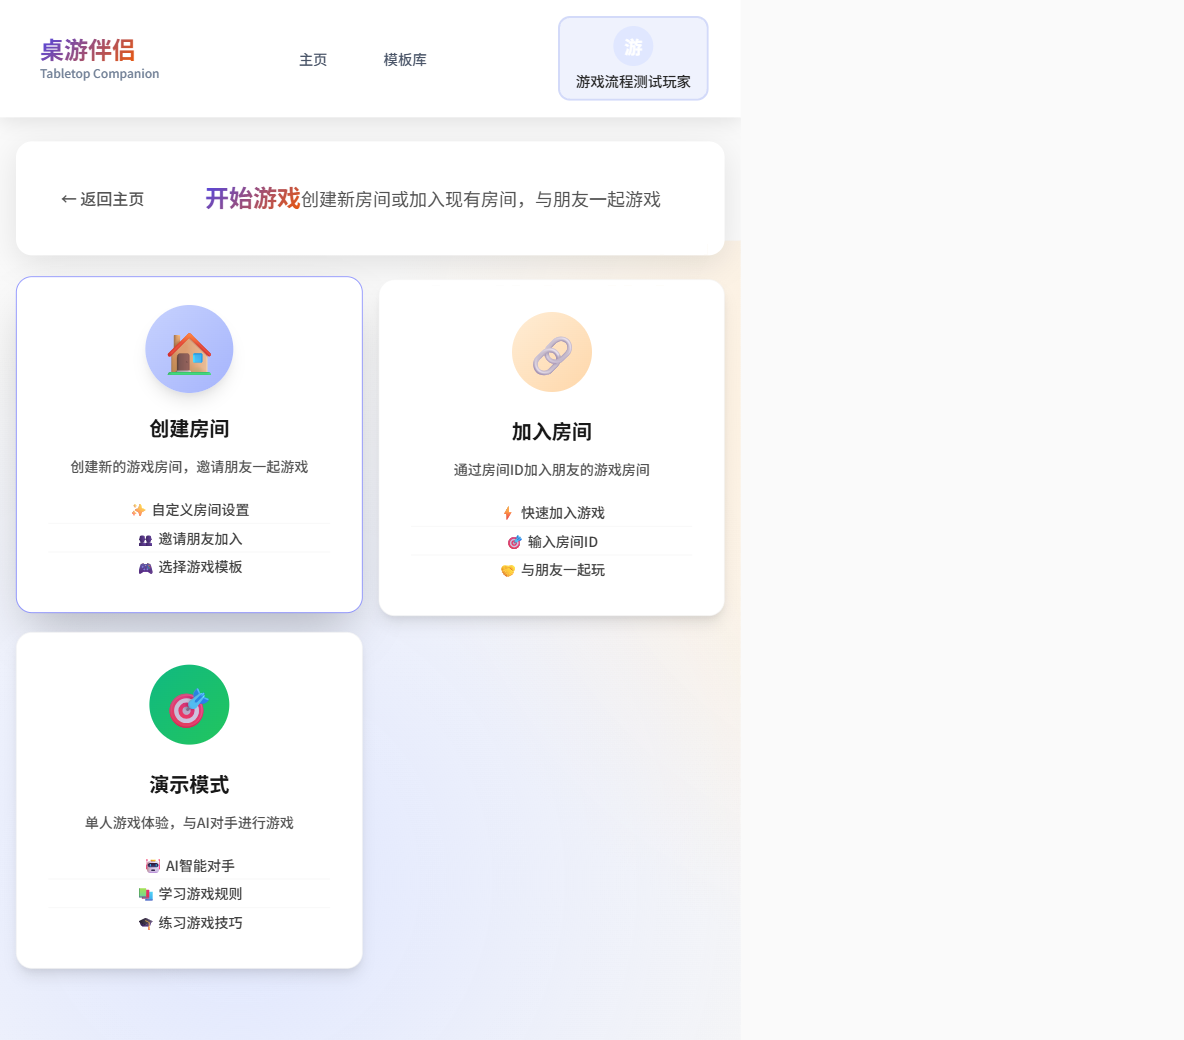 桌游伴侣
Tabletop Companion
主页
模板库
游
游戏流程测试玩家
← 返回主页
开始游戏创建新房间或加入现有房间，与朋友一起游戏
创建房间
创建新的游戏房间，邀请朋友一起游戏
✨ 自定义房间设置
👥 邀请朋友加入
🎮 选择游戏模板
加入房间
通过房间ID加入朋友的游戏房间
⚡ 快速加入游戏
🎯 输入房间ID
🤝 与朋友一起玩
演示模式
单人游戏体验，与AI对手进行游戏
🤖 AI智能对手
📚 学习游戏规则
🎓 练习游戏技巧